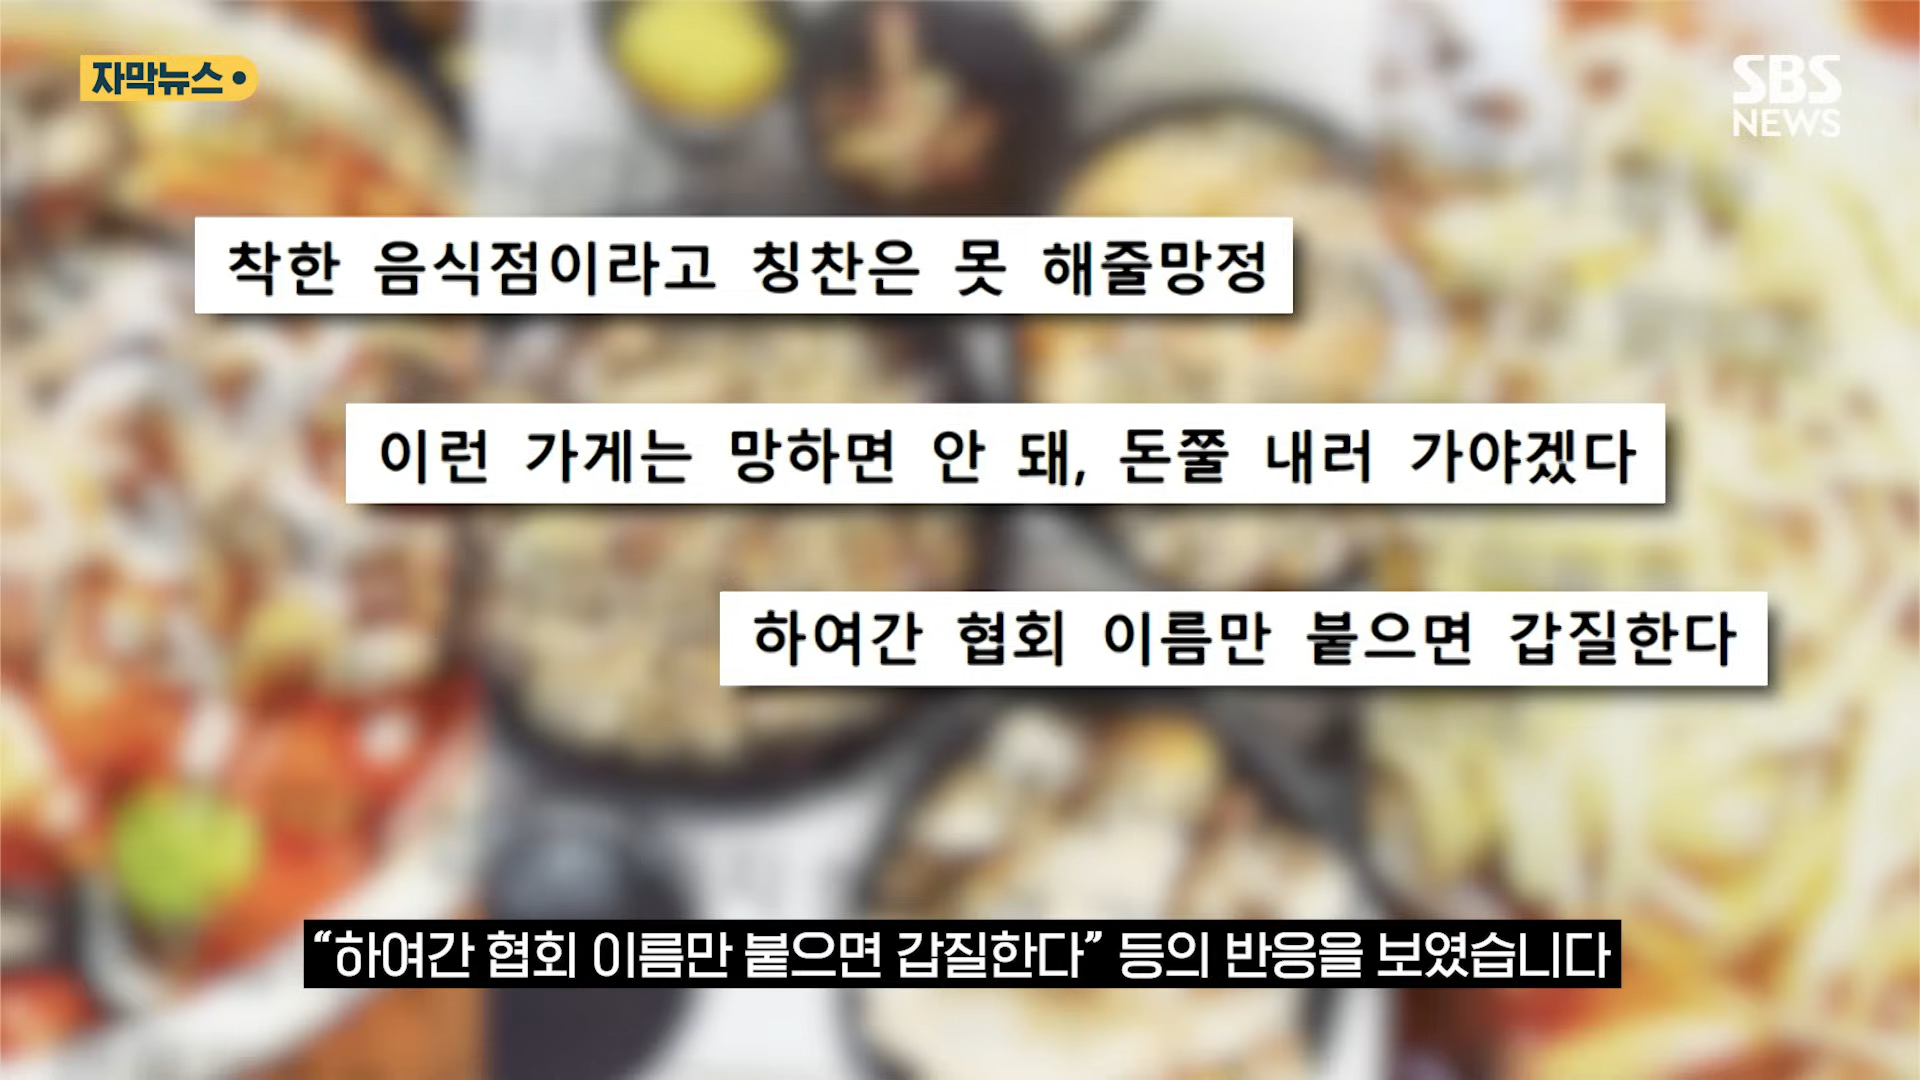 자막뉴스
SBS
NEWS
착한 음식점이라고 칭찬은 못 해줄망정
이런 가게는 망하면 안 돼, 돈쭐 내러 가야겠다
하여간 협회 이름만 붙으면 갑질한다
“하여간 협회 이름만 붙으면 갑질한다” 등의 반응을 보였습니다